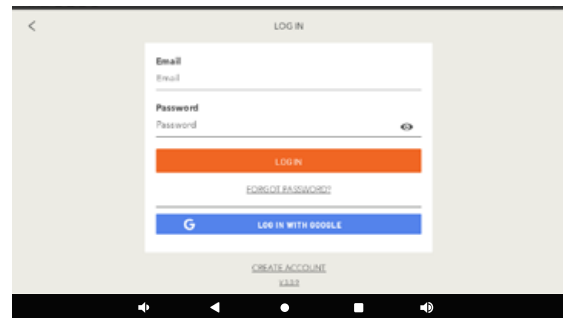 LOG IN
Email
Email
Password
Password
LOG IN
FORGOT PASSWORD?
G LOG IN WITH GOOGLE
CREATE ACCOUNT